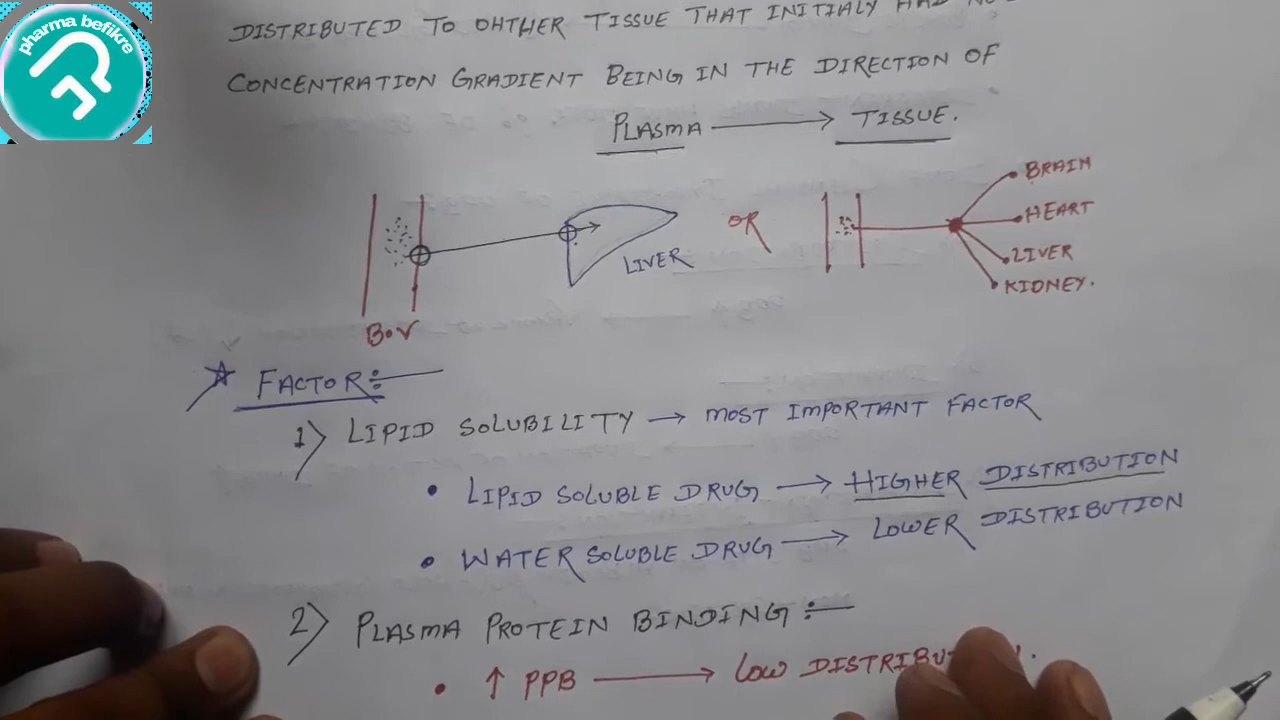 pharma befikre
DISTRIBUTED TO OHTHER TISSUE THAT INITIALY HAD
CONCENTRATION GRADIENT BEING IN THE DIRECTION OF
PLASMA → TISSUE.
BRAIN
HEART
OR
LIVER
LIVER
KIDNEY.
B.V
FACTOR:
1) LIPID SOLUBILITY → MOST IMPORTANT FACTOR
• LIPID SOLUBLE DRUG → HIGHER DISTRIBUTION
• WATER SOLUBLE DRUG → LOWER DISTRIBUTION
2) PLASMA PROTEIN BINDING :-
• ↑ PPB → LOW